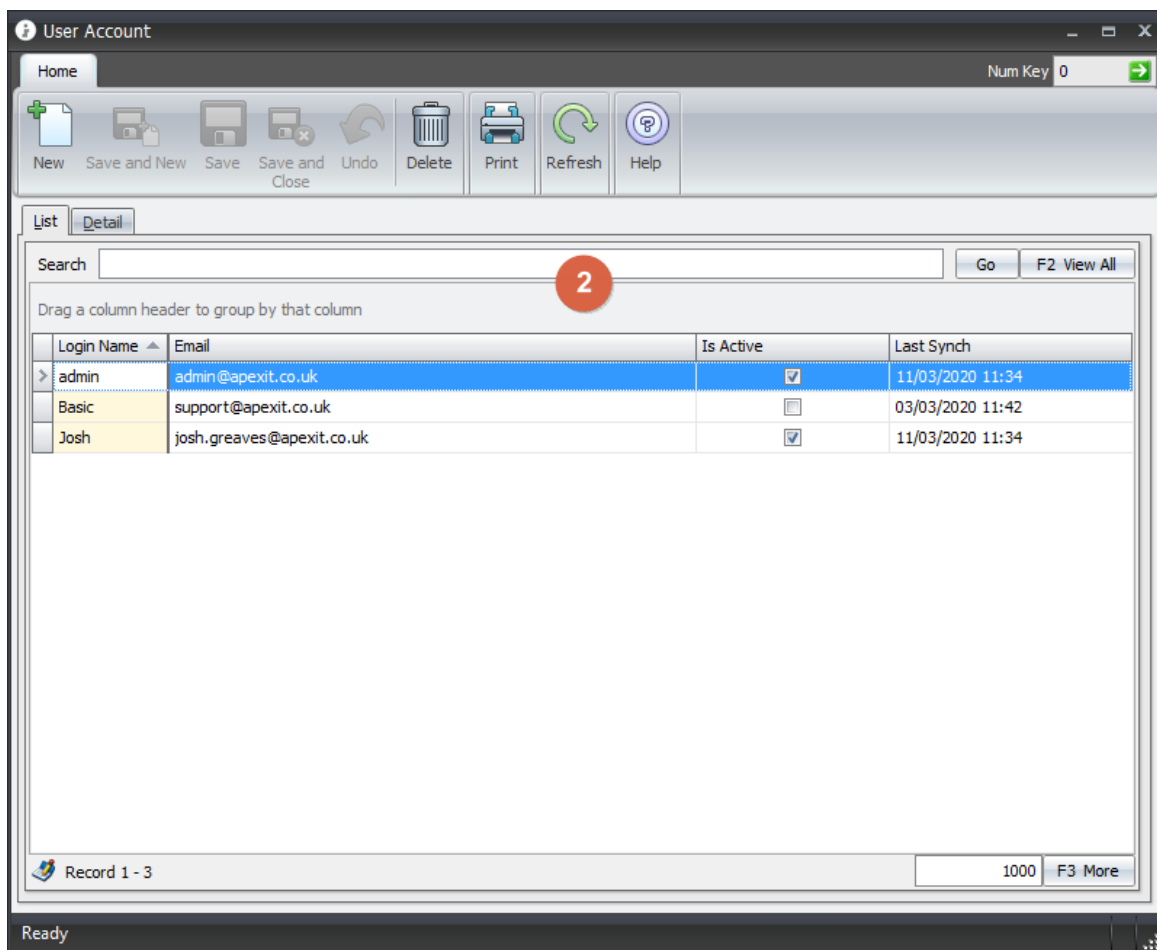 User Account
Home
Num Key 0
New Save and New Save Save and Close Undo Delete Print Refresh Help
List Detail
Search Go F2 View All
2
Drag a column header to group by that column
Login Name Email Is Active Last Synch
admin admin@apexit.co.uk 11/03/2020 11:34
Basic support@apexit.co.uk 03/03/2020 11:42
Josh josh.greaves@apexit.co.uk 11/03/2020 11:34
Record 1 - 3 1000 F3 More
Ready